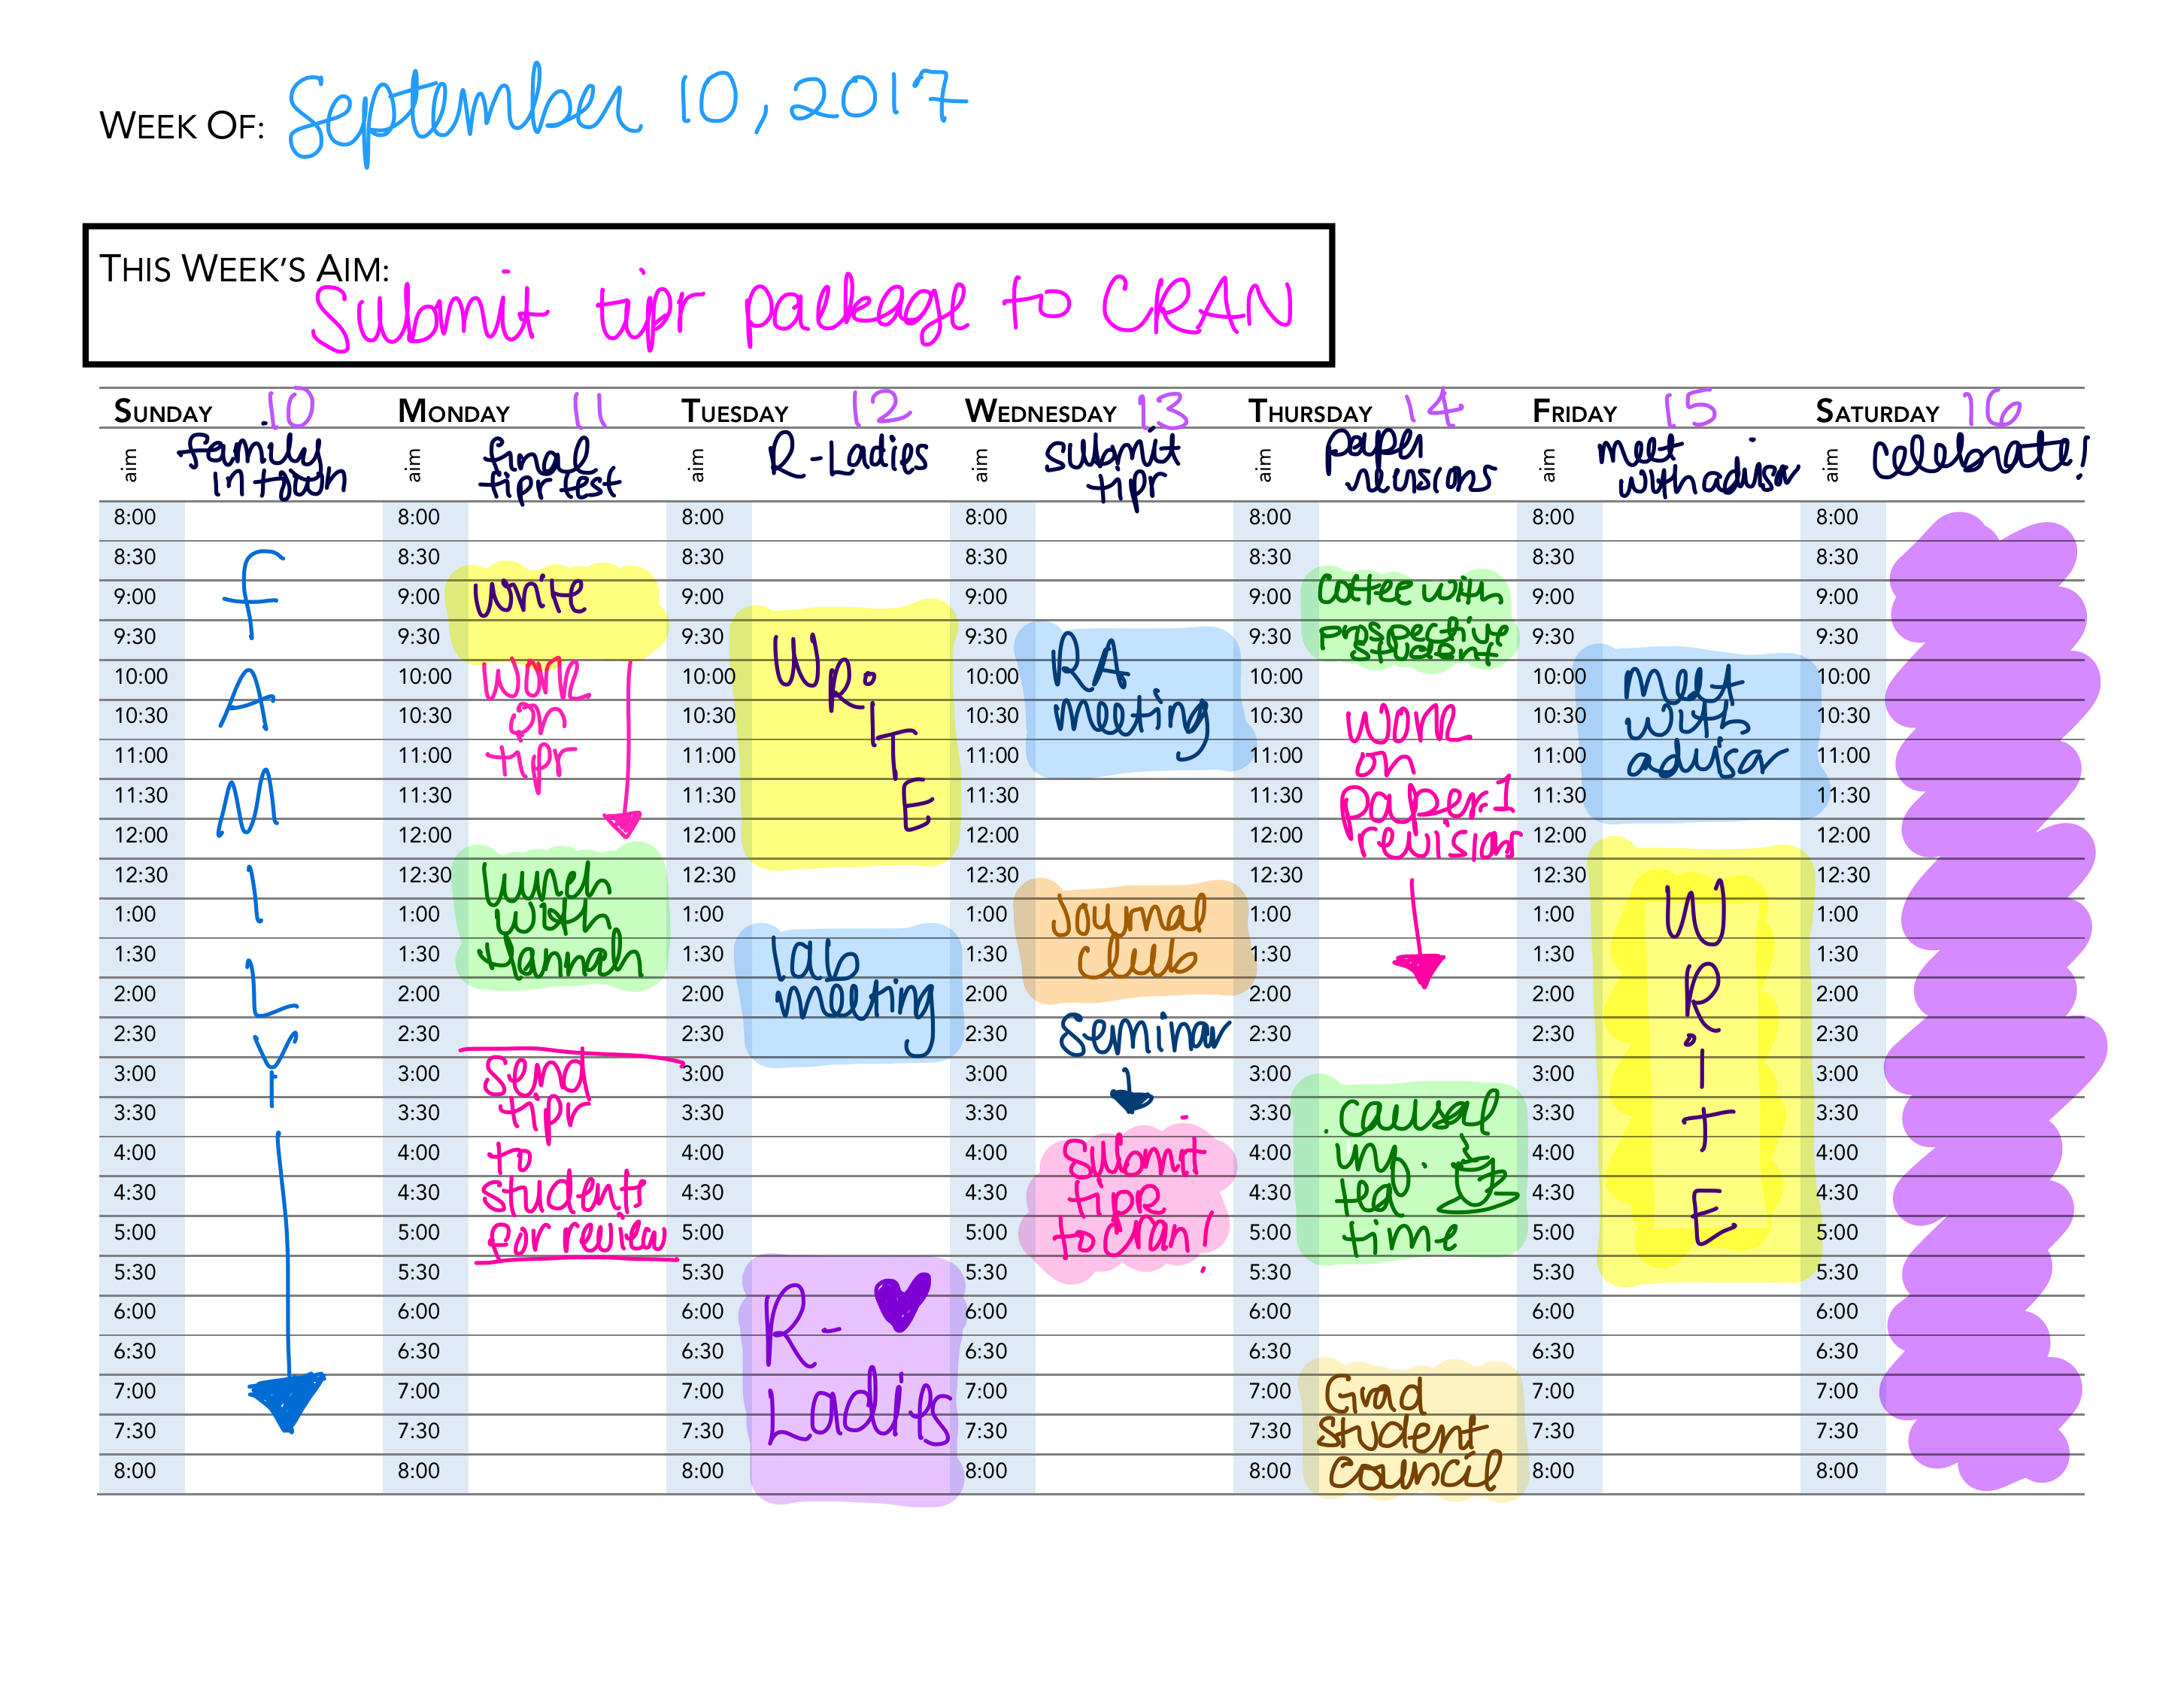 WEEK OF: September 10, 2017
THIS WEEK'S AIM:
Submit tipr package to CRAN
SUNDAY 10 MONDAY 11 TUESDAY 12 WEDNESDAY 13 THURSDAY 14 FRIDAY 15 SATURDAY 16
aim family in town
aim final tipr test
aim R-Ladies
aim submit tipr
aim paper revisions
aim meet with advisor
aim celebrate!
8:00 8:00 8:00 8:00 8:00 8:00 8:00
8:30 8:30 8:30 8:30 8:30 8:30 8:30
9:00 9:00 9:00 9:00 9:00 9:00 9:00
9:30 9:30 9:30 9:30 9:30 9:30 9:30
10:00 10:00 10:00 10:00 10:00 10:00 10:00
10:30 10:30 10:30 10:30 10:30 10:30 10:30
11:00 11:00 11:00 11:00 11:00 11:00 11:00
11:30 11:30 11:30 11:30 11:30 11:30 11:30
12:00 12:00 12:00 12:00 12:00 12:00 12:00
12:30 12:30 12:30 12:30 12:30 12:30 12:30
1:00 1:00 1:00 1:00 1:00 1:00 1:00
1:30 1:30 1:30 1:30 1:30 1:30 1:30
2:00 2:00 2:00 2:00 2:00 2:00 2:00
2:30 2:30 2:30 2:30 2:30 2:30 2:30
3:00 3:00 3:00 3:00 3:00 3:00 3:00
3:30 3:30 3:30 3:30 3:30 3:30 3:30
4:00 4:00 4:00 4:00 4:00 4:00 4:00
4:30 4:30 4:30 4:30 4:30 4:30 4:30
5:00 5:00 5:00 5:00 5:00 5:00 5:00
5:30 5:30 5:30 5:30 5:30 5:30 5:30
6:00 6:00 6:00 6:00 6:00 6:00 6:00
6:30 6:30 6:30 6:30 6:30 6:30 6:30
7:00 7:00 7:00 7:00 7:00 7:00 7:00
7:30 7:30 7:30 7:30 7:30 7:30 7:30
8:00 8:00 8:00 8:00 8:00 8:00 8:00
FAMILY
write
work
on
tipr
lunch
with
Hannah
send
tipr
to
students
for review
WRiTE
lab
meeting
R-
Ladies
RA
meeting
Journal
club
seminar
submit
tipr
to cran!
coffee with
prospective
student
work
on
paper 1
revisions
causal
inf.
tea
time
Grad
student
council
meet
with
advisor
WRiTE